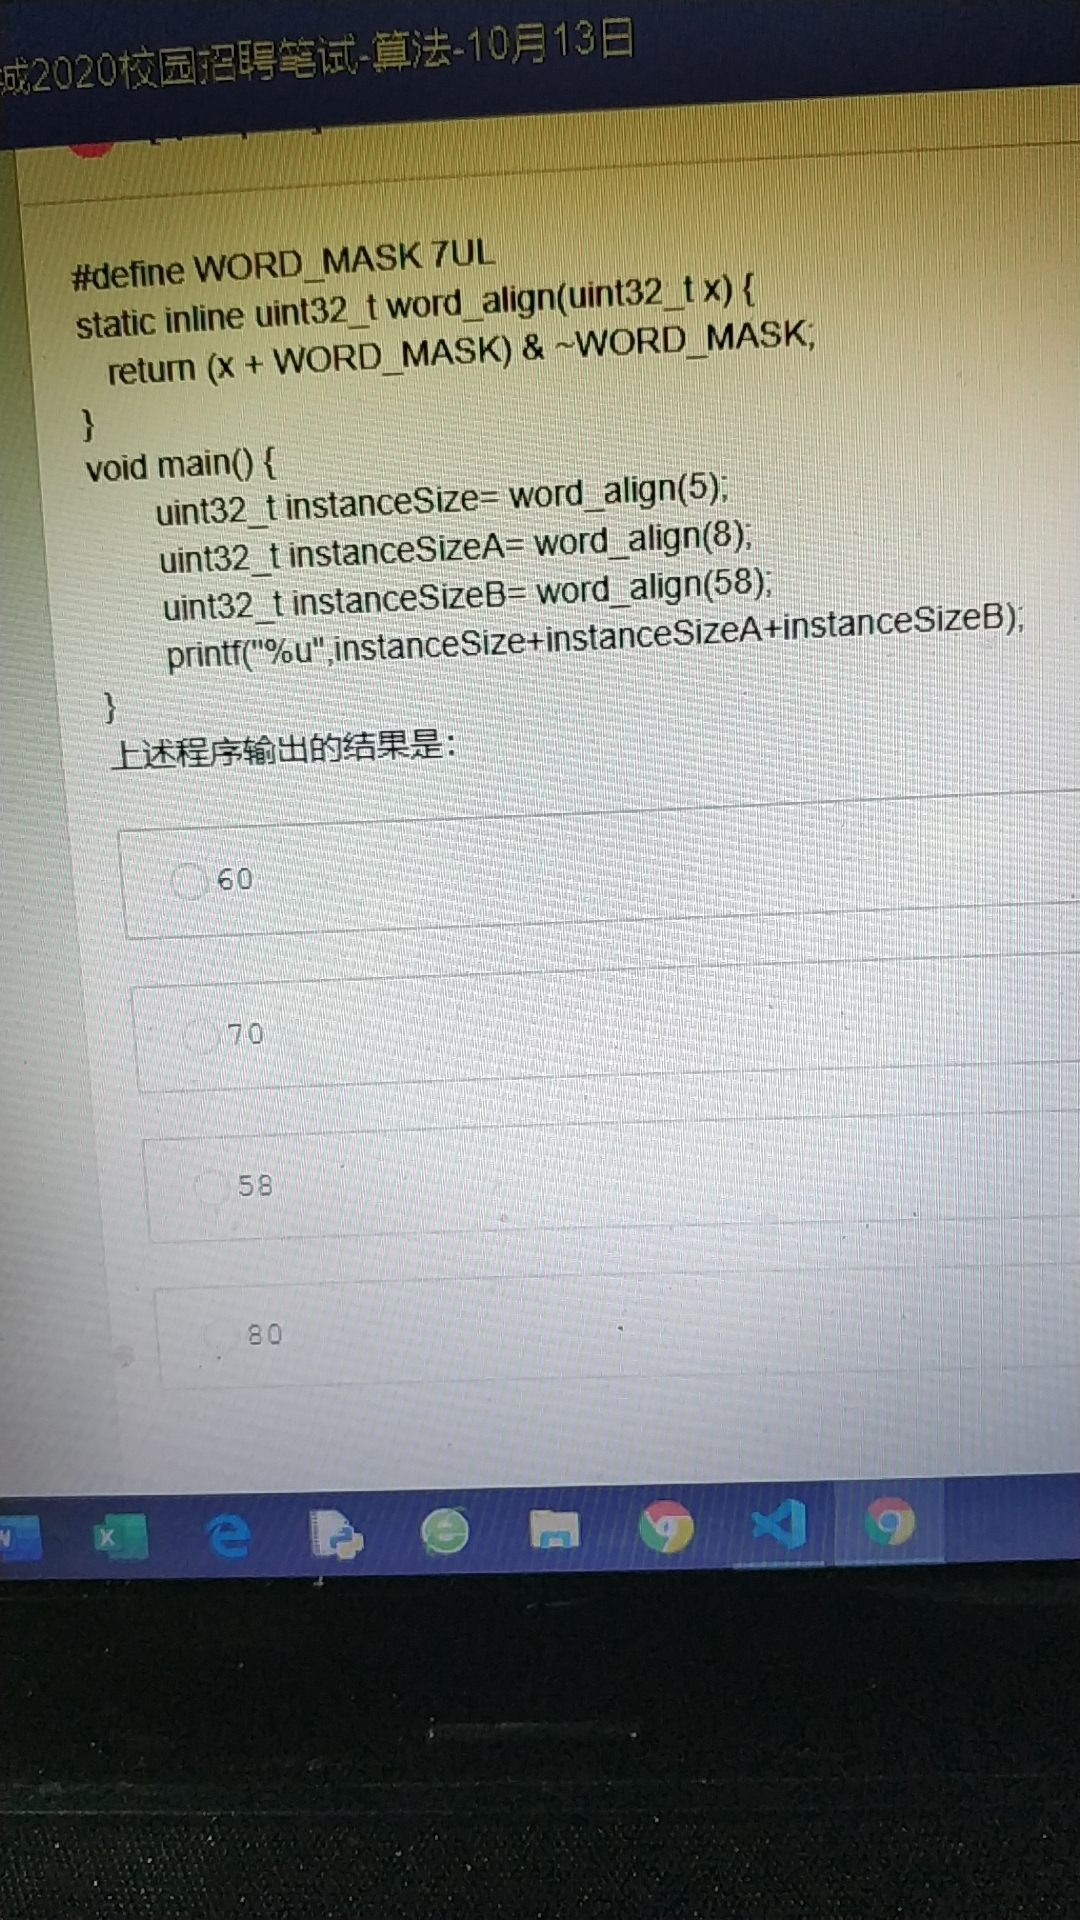 成2020校园招聘笔试-算法-10月13日
#define WORD_MASK 7UL
static inline uint32_t word_align(uint32_t x) {
return (x + WORD_MASK) & ~WORD_MASK;
}
void main() {
uint32_t instanceSize= word_align(5);
uint32_t instanceSizeA= word_align(8);
uint32_t instanceSizeB= word_align(58);
printf("%u",instanceSize+instanceSizeA+instanceSizeB);
}
上述程序输出的结果是:
60
70
58
80